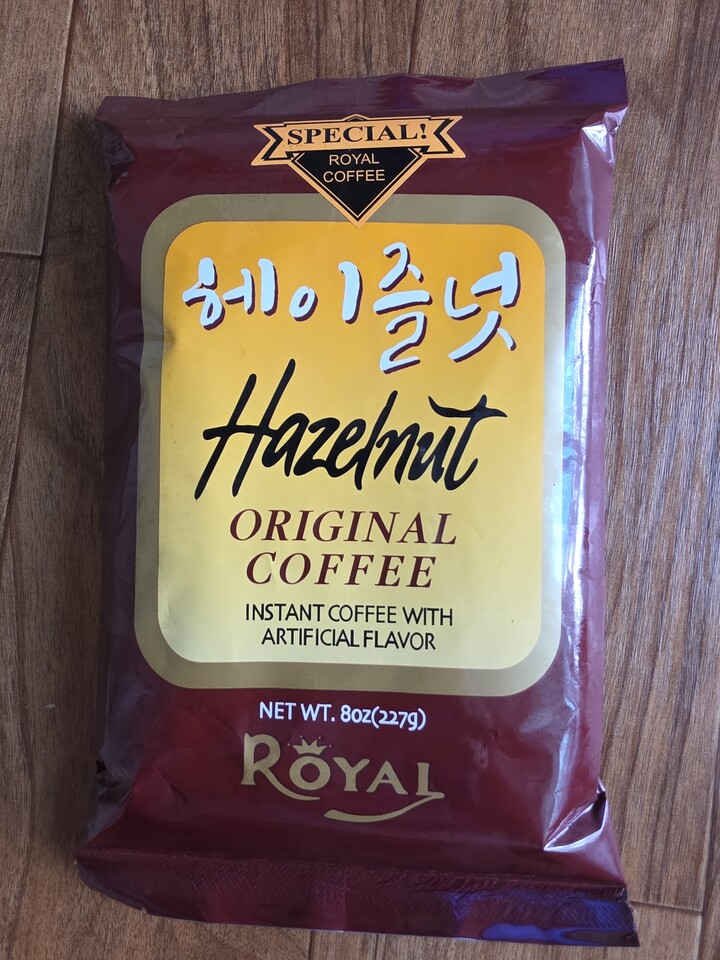 SPECIAL!
ROYAL
COFFEE
헤이즐넛
Hazelnut
ORIGINAL
COFFEE
INSTANT COFFEE WITH
ARTIFICIAL FLAVOR
NET WT. 8oz(227g)
ROYAL